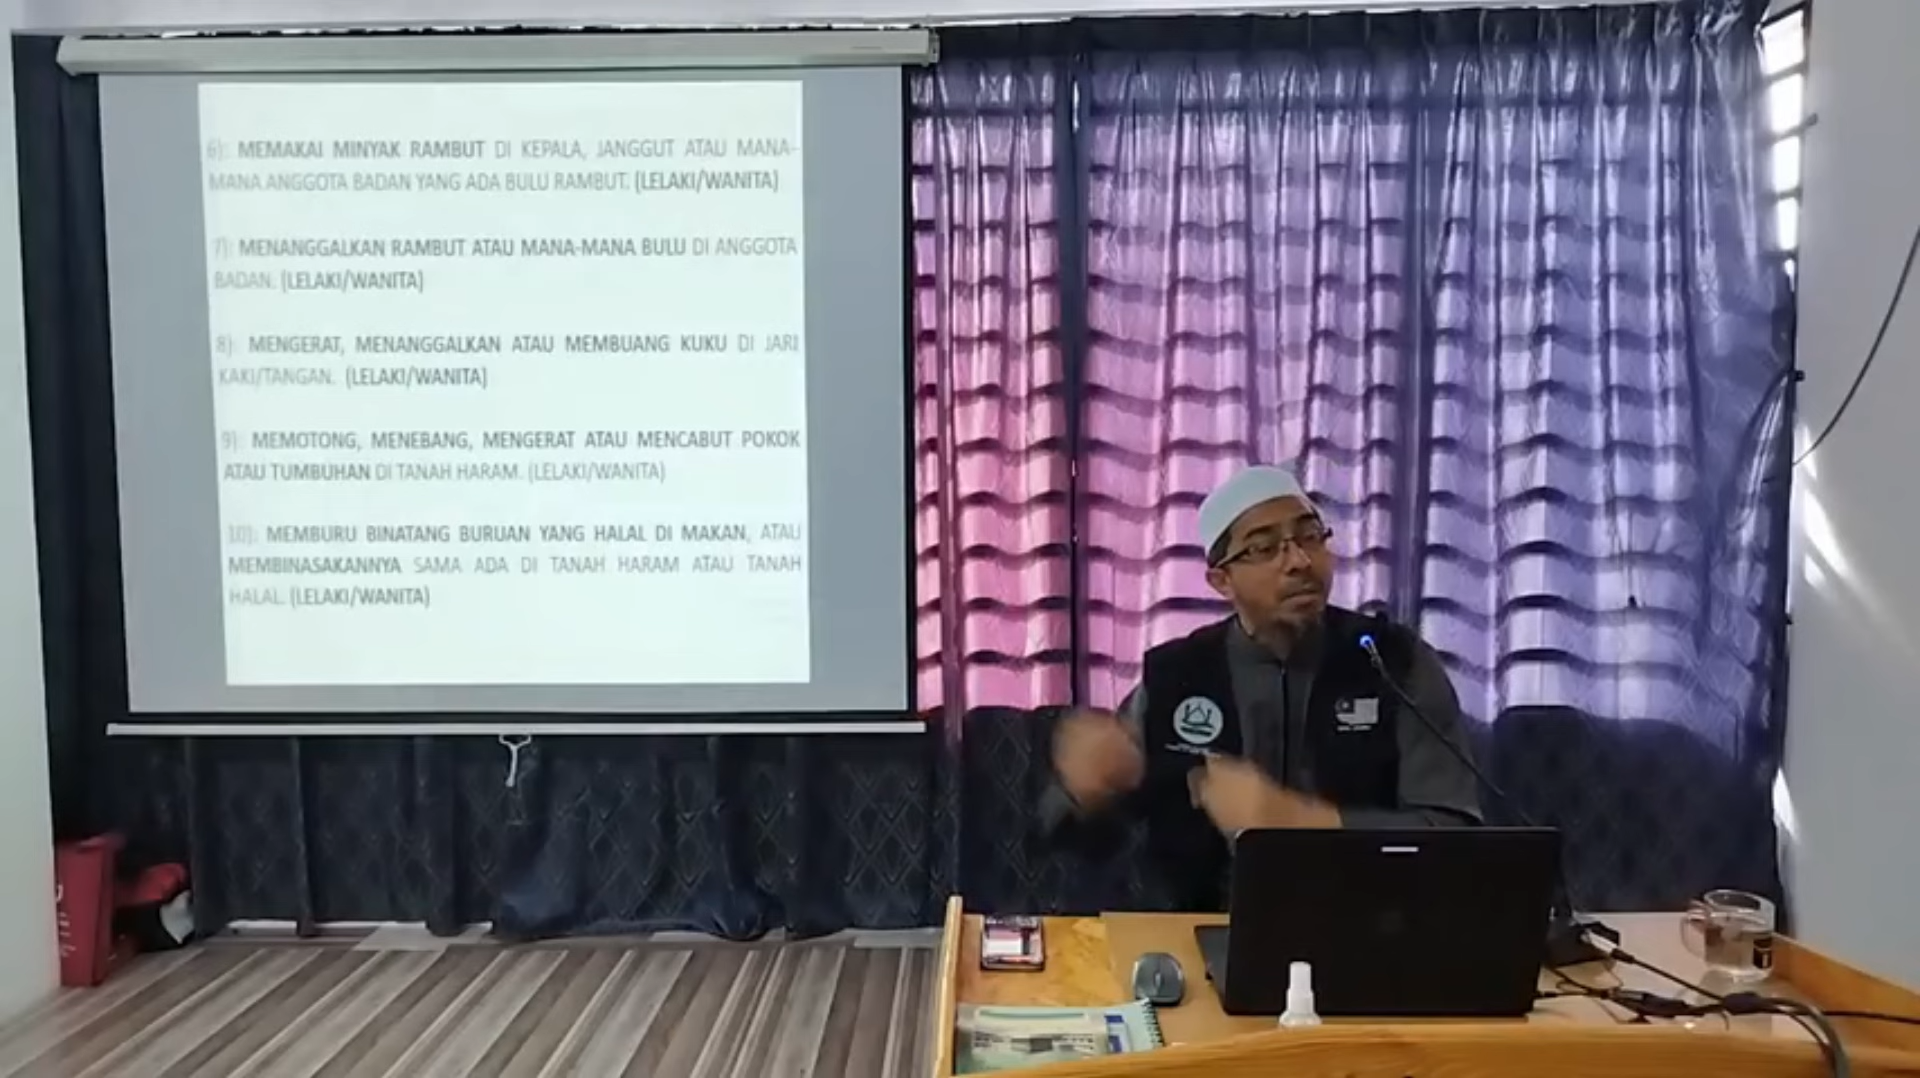 6): MEMAKAI MINYAK RAMBUT DI KEPALA, JANGGUT ATAU MANA-
MANA ANGGOTA BADAN YANG ADA BULU RAMBUT. (LELAKI/WANITA)
7): MENANGGALKAN RAMBUT ATAU MANA-MANA BULU DI ANGGOTA
BADAN. (LELAKI/WANITA)
8): MENGERAT, MENANGGALKAN ATAU MEMBUANG KUKU DI JARI
KAKI/TANGAN. (LELAKI/WANITA)
9): MEMOTONG, MENEBANG, MENGERAT ATAU MENCABUT POKOK
ATAU TUMBUHAN DI TANAH HARAM. (LELAKI/WANITA)
10): MEMBURU BINATANG BURUAN YANG HALAL DI MAKAN, ATAU
MEMBINASAKANNYA SAMA ADA DI TANAH HARAM ATAU TANAH
HALAL. (LELAKI/WANITA)